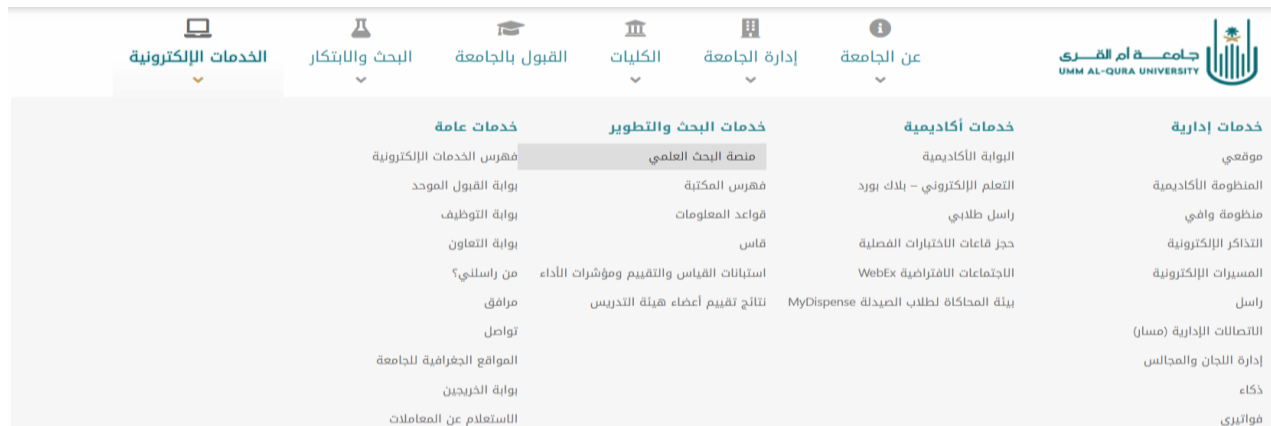 جامعة أم القرى
UMM AL-QURA UNIVERSITY
عن الجامعة
إدارة الجامعة
الكليات
القبول بالجامعة
البحث والابتكار
الخدمات الإلكترونية
خدمات إدارية
موقعي
المنظومة الأكاديمية
منظومة وافي
التذاكر الإلكترونية
المسيرات الإلكترونية
راسل
الاتصالات الإدارية (مسار)
إدارة اللجان والمجالس
ذكاء
فواتيري
خدمات أكاديمية
البوابة الأكاديمية
التعلم الإلكتروني – بلاك بورد
راسل طلابي
حجز قاعات الاختبارات الفصلية
الاجتماعات الافتراضية WebEx
بيئة المحاكاة لطلاب الصيدلة MyDispense
خدمات البحث والتطوير
منصة البحث العلمي
فهرس المكتبة
قواعد المعلومات
قاس
استبانات القياس والتقييم ومؤشرات الأداء
نتائج تقييم أعضاء هيئة التدريس
خدمات عامة
فهرس الخدمات الإلكترونية
بوابة القبول الموحد
بوابة التوظيف
بوابة التعاون
من راسلني؟
مرافق
تواصل
المواقع الجغرافية للجامعة
بوابة الخريجين
الاستعلام عن المعاملات